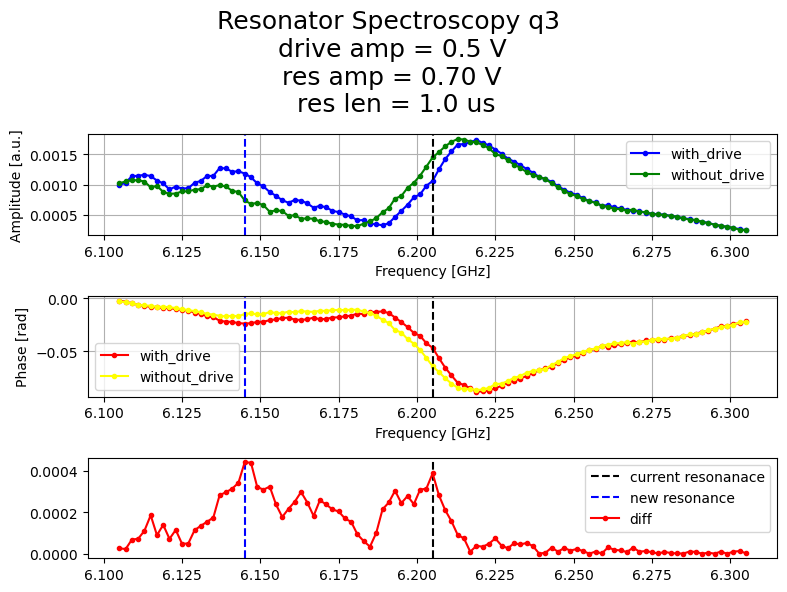 Resonator Spectroscopy q3
drive amp = 0.5 V
res amp = 0.70 V
res len = 1.0 us
Amplitude [a.u.]
0.0015
0.0010
0.0005
with_drive
without_drive
6.100 6.125 6.150 6.175 6.200 6.225 6.250 6.275 6.300
Frequency [GHz]
Phase [rad]
0.00
−0.05
with_drive
without_drive
6.100 6.125 6.150 6.175 6.200 6.225 6.250 6.275 6.300
Frequency [GHz]
0.0004
0.0002
0.0000
current resonanace
new resonance
diff
6.100 6.125 6.150 6.175 6.200 6.225 6.250 6.275 6.300